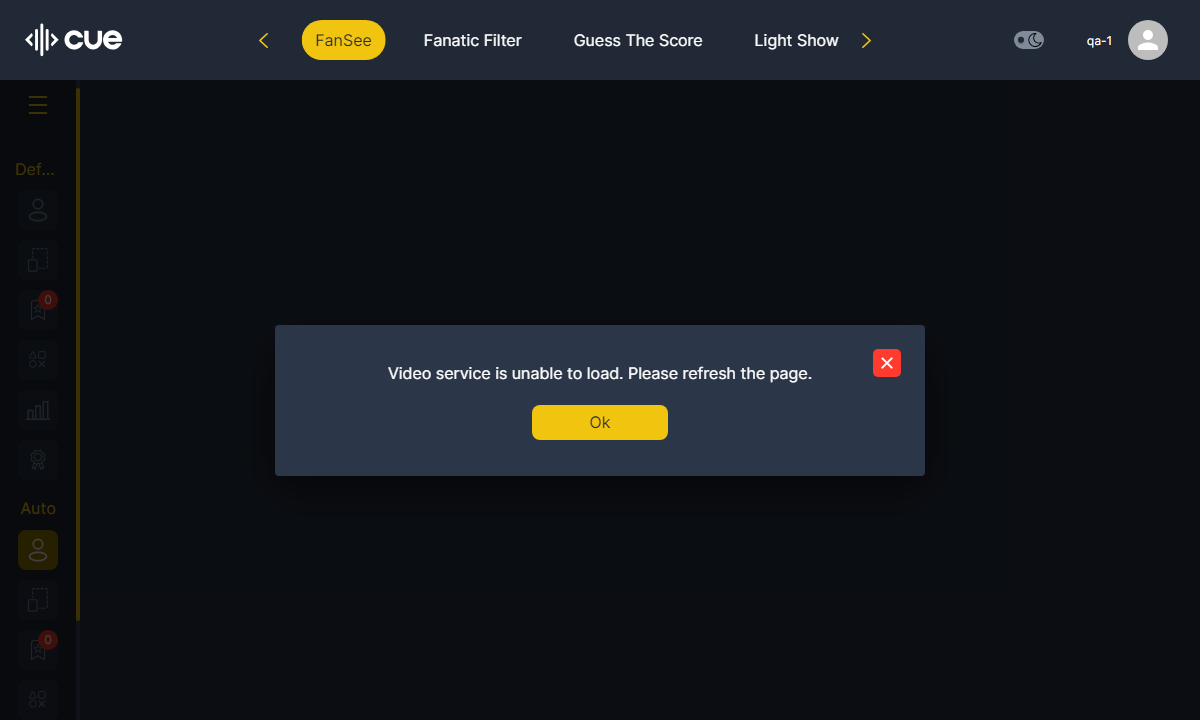 cue
FanSee
Fanatic Filter
Guess The Score
Light Show
qa-1
Def...
0
Video service is unable to load. Please refresh the page.
Ok
Auto
0